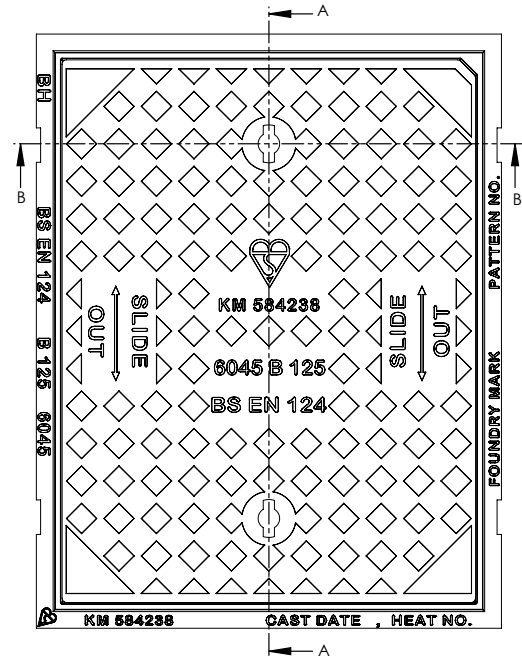 A
BH
B
B
PATTERN NO.
BS EN 124
KM 584238
SLIDE
OUT
SLIDE
OUT
B 125
6045
6045 B 125
BS EN 124
FOUNDRY MARK
KM 584238
CAST DATE , HEAT NO.
A